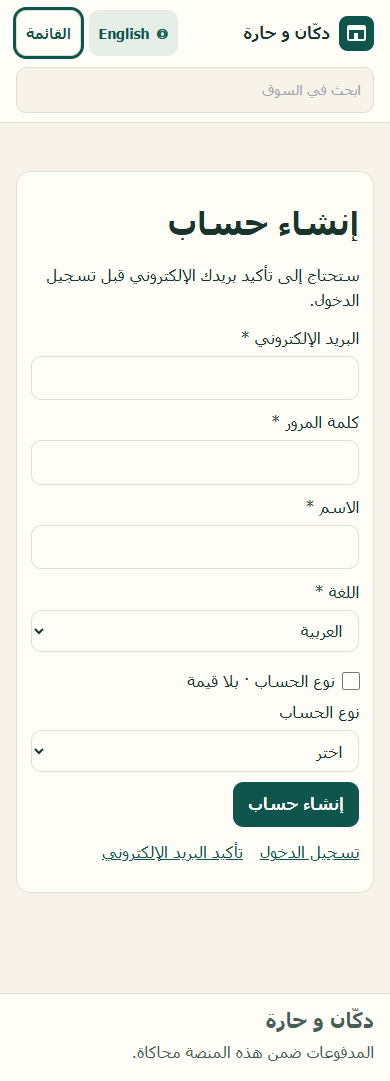 دكّان و حارة
English
القائمة
ابحث في السوق
إنشاء حساب
ستحتاج إلى تأكيد بريدك الإلكتروني قبل تسجيل
الدخول.
البريد الإلكتروني *
كلمة المرور *
الاسم *
اللغة *
العربية
نوع الحساب · بلا قيمة
نوع الحساب
اختر
إنشاء حساب
تسجيل الدخول تأكيد البريد الإلكتروني
دكّان و حارة
المدفوعات ضمن هذه المنصة محاكاة.